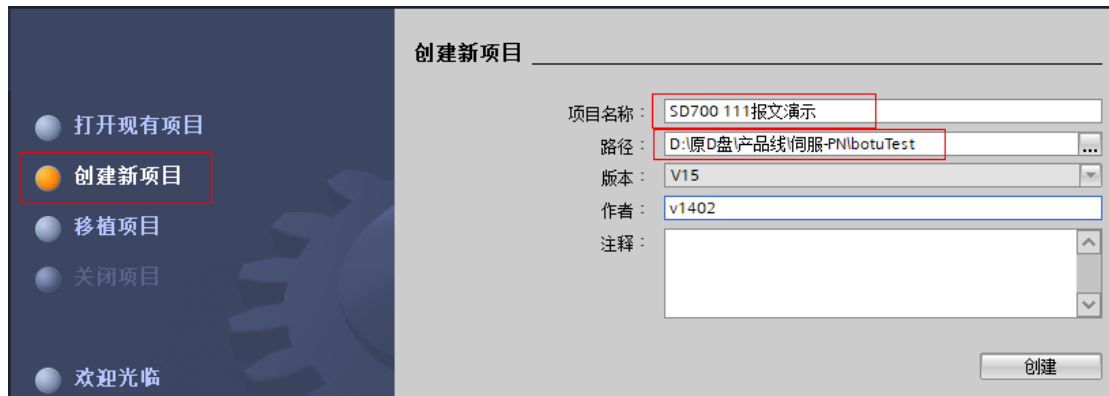 打开现有项目
创建新项目
移植项目
关闭项目
欢迎光临
创建新项目
项目名称： SD700 111报文演示
路径： D:\原D盘\产品线\伺服-PN\botuTest ...
版本： V15
作者： v1402
注释：
创建